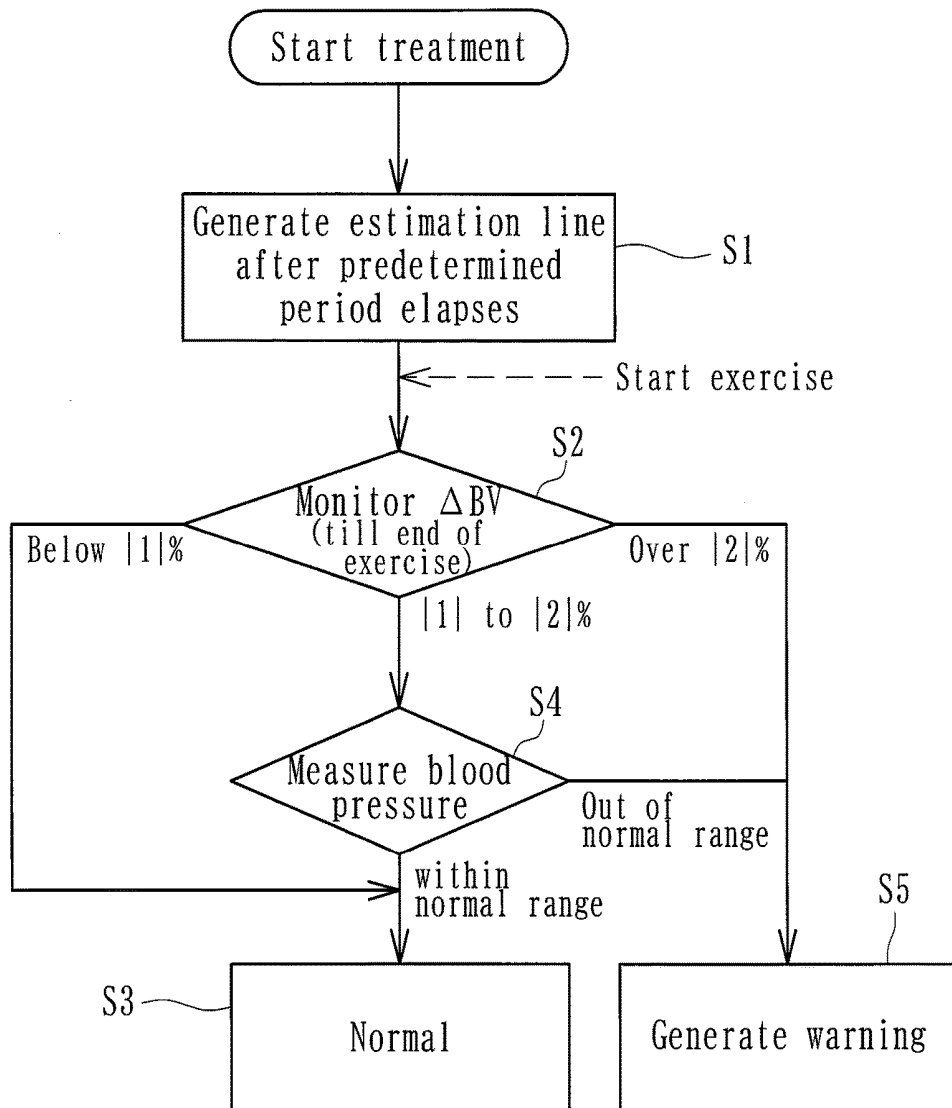 Start treatment
Generate estimation line
after predetermined
period elapses
S1
Start exercise
S2
Monitor ΔBV
(till end of
exercise)
Below |1|%
Over |2|%
|1| to |2|%
S4
Measure blood
pressure
Out of
normal range
within
normal range
S5
S3
Normal
Generate warning